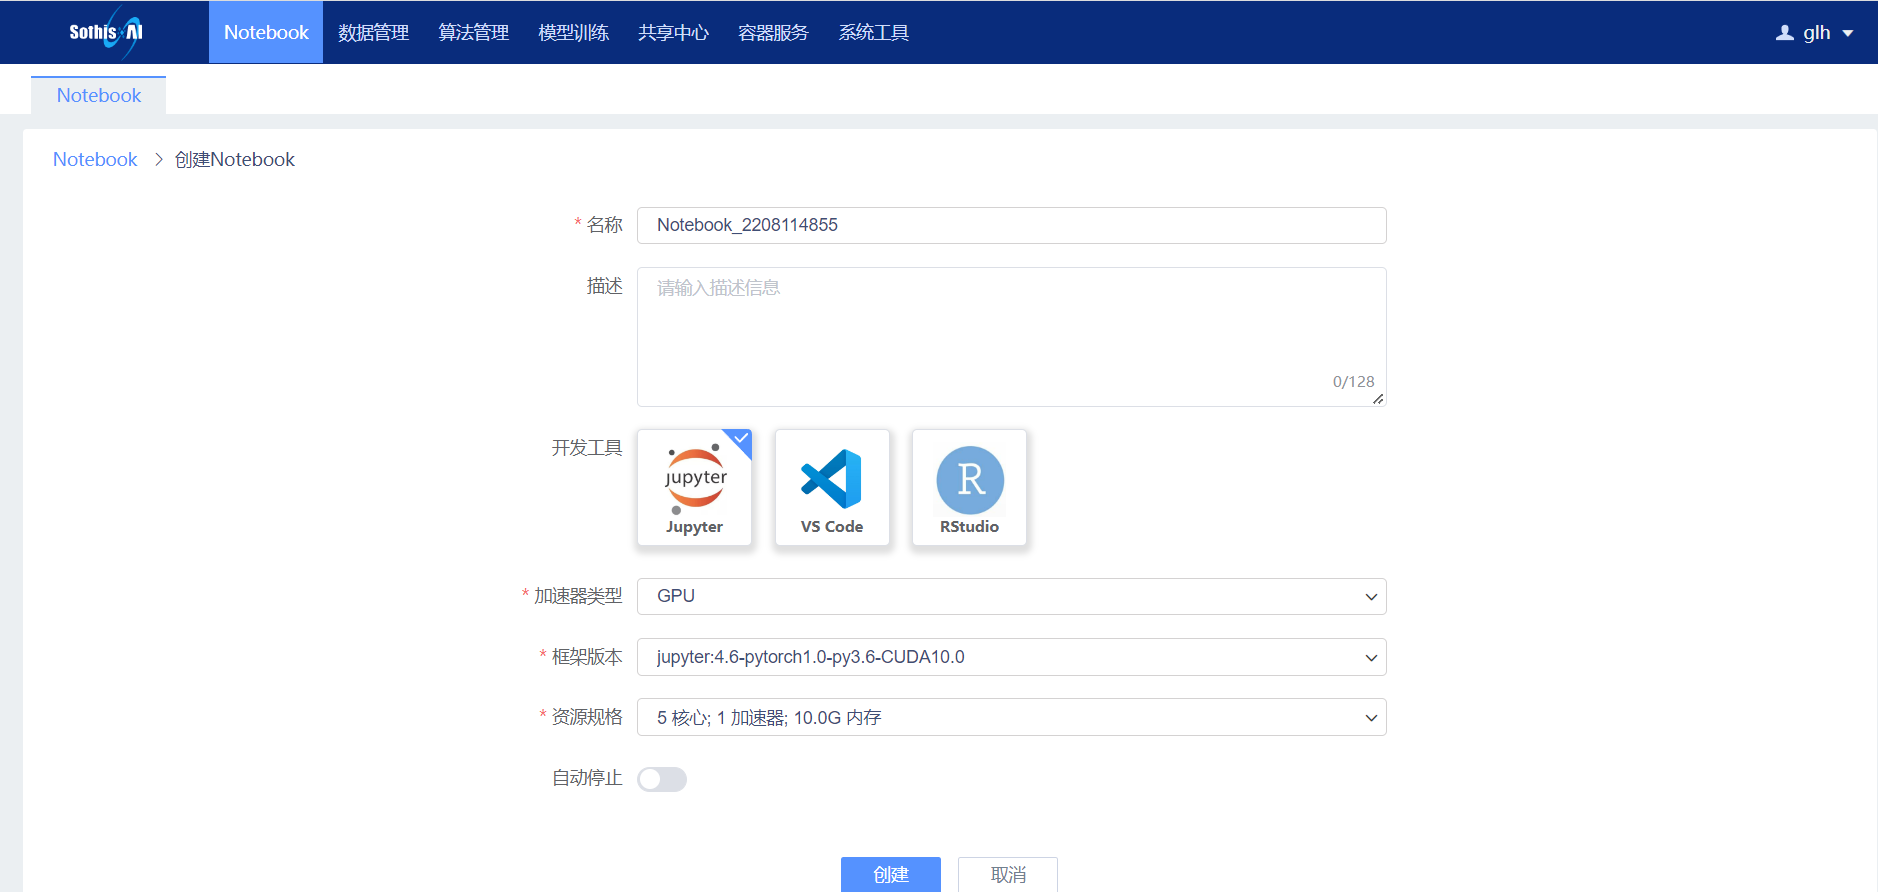 Sothis AI Notebook 数据管理 算法管理 模型训练 共享中心 容器服务 系统工具 glh
Notebook
Notebook > 创建Notebook
* 名称 Notebook_2208114855
描述 请输入描述信息
0/128
开发工具 jupyter R
Jupyter VS Code RStudio
* 加速器类型 GPU
* 框架版本 jupyter:4.6-pytorch1.0-py3.6-CUDA10.0
* 资源规格 5 核心; 1 加速器; 10.0G 内存
自动停止
创建 取消